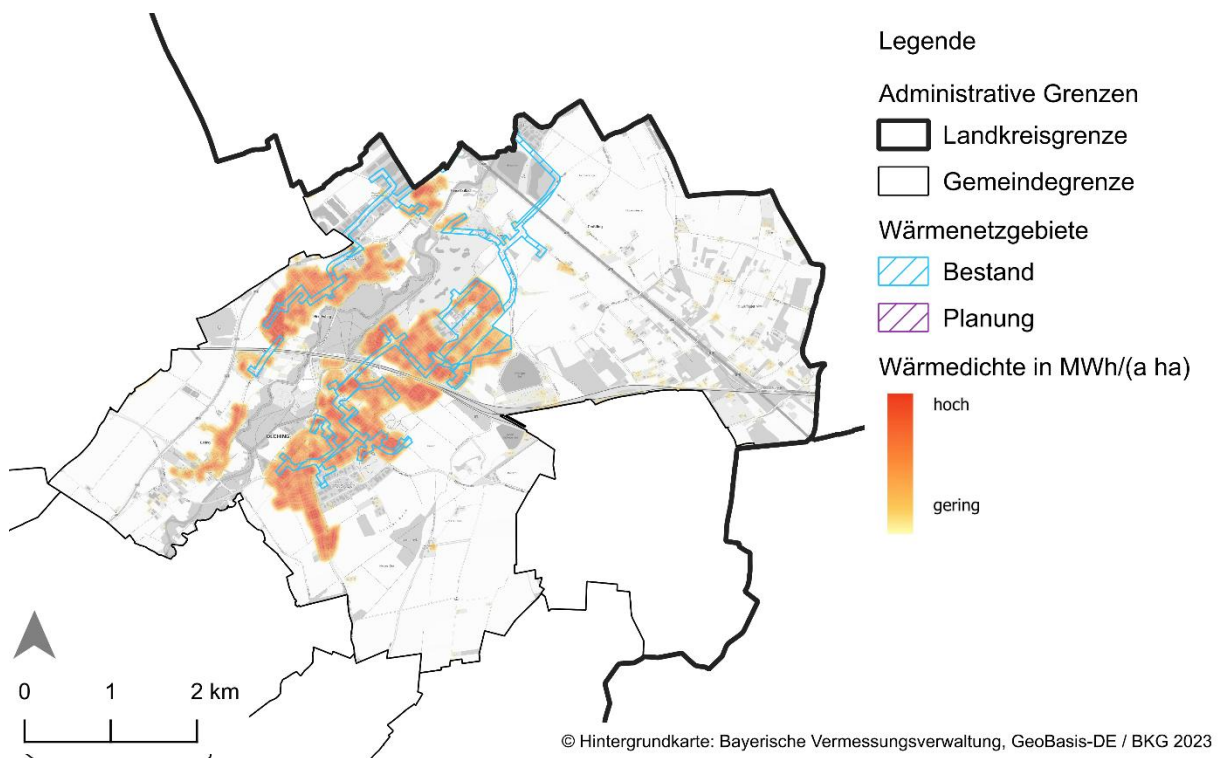 Legende
Administrative Grenzen
Landkreisgrenze
Gemeindegrenze
Wärmenetzgebiete
Bestand
Planung
Wärmedichte in MWh/(a ha)
hoch
gering
OLCHING
0 1 2 km
© Hintergrundkarte: Bayerische Vermessungsverwaltung, GeoBasis-DE / BKG 2023